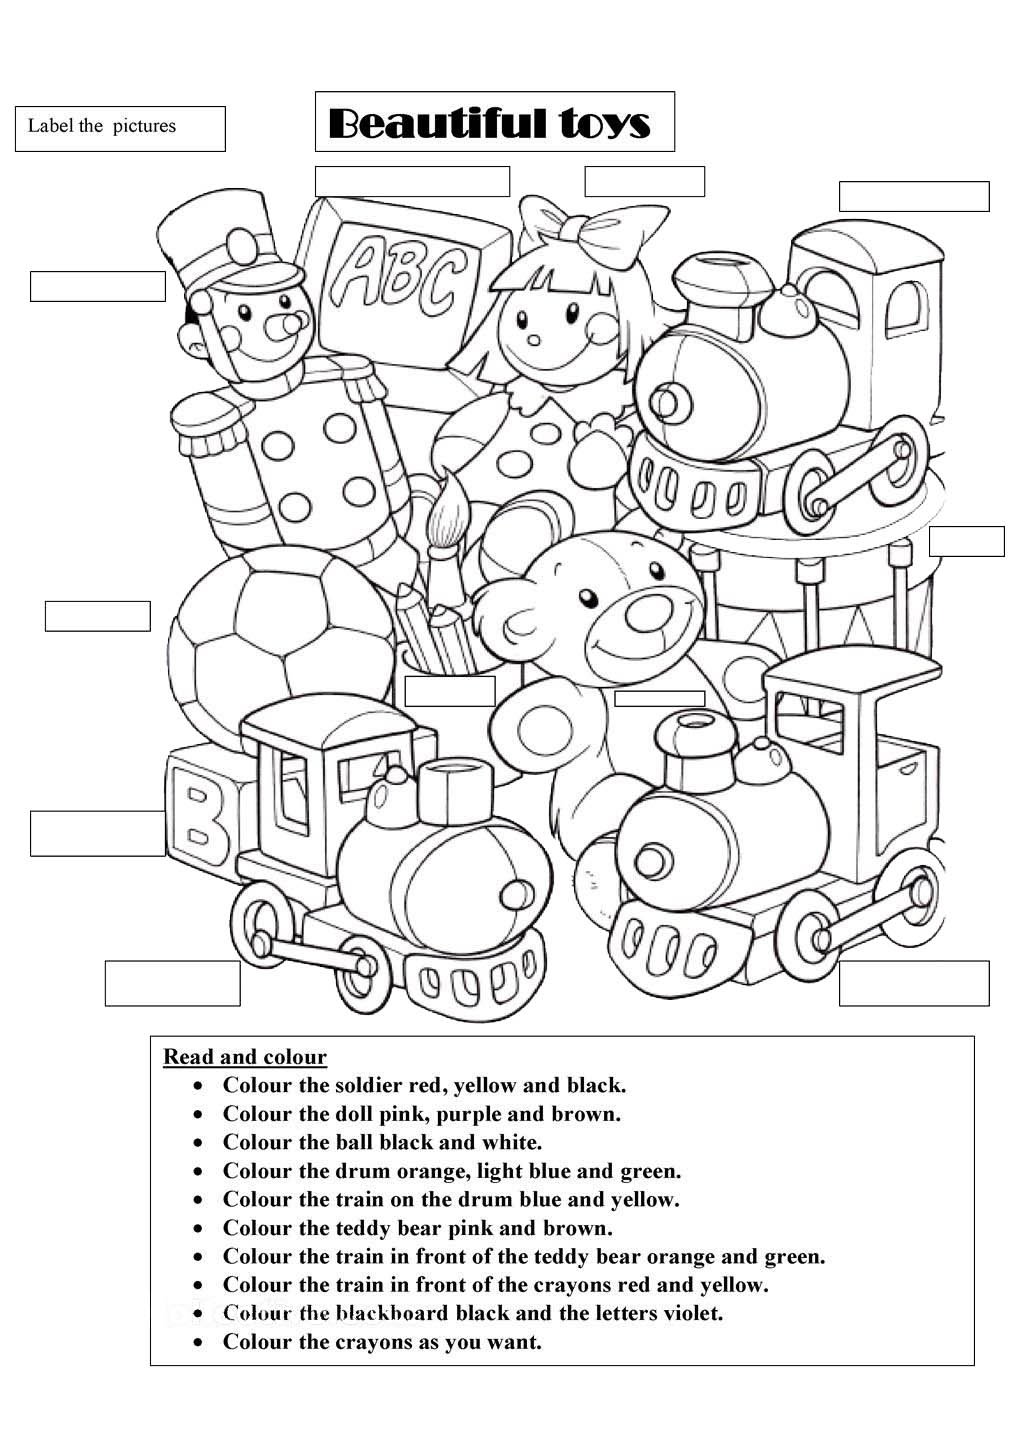 Label the pictures
Beautiful toys
ABC
B
Read and colour
• Colour the soldier red, yellow and black.
• Colour the doll pink, purple and brown.
• Colour the ball black and white.
• Colour the drum orange, light blue and green.
• Colour the train on the drum blue and yellow.
• Colour the teddy bear pink and brown.
• Colour the train in front of the teddy bear orange and green.
• Colour the train in front of the crayons red and yellow.
• Colour the blackboard black and the letters violet.
• Colour the crayons as you want.